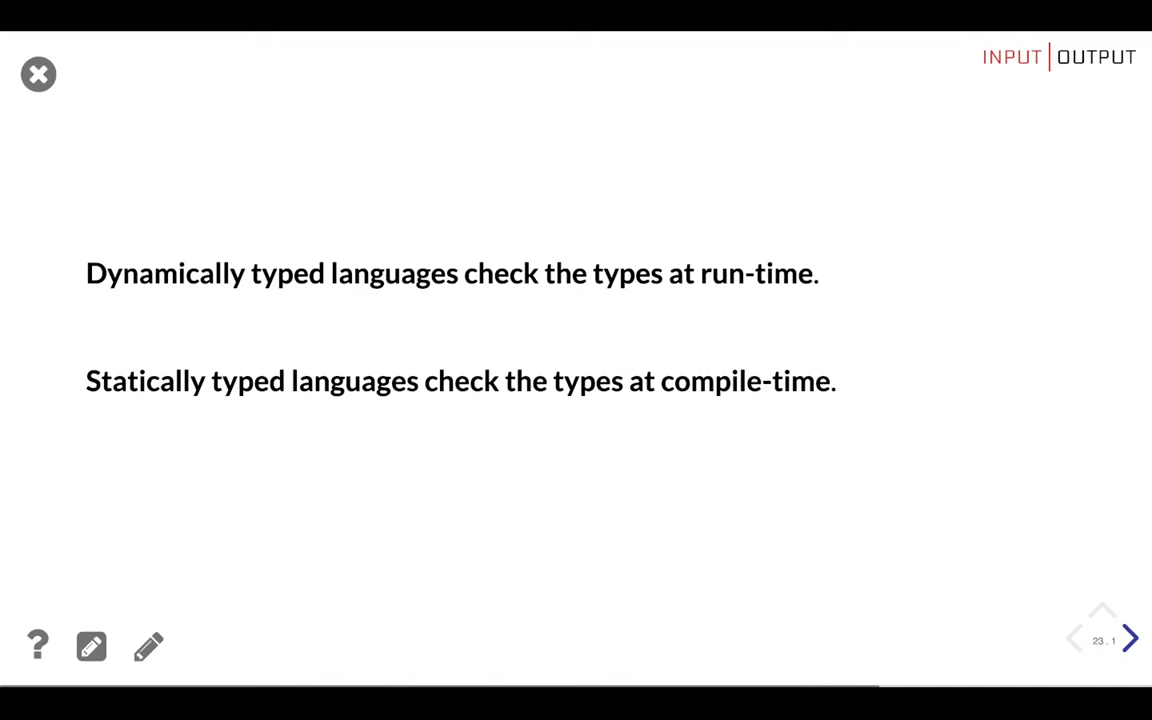 INPUT|OUTPUT
Dynamically typed languages check the types at run-time.
Statically typed languages check the types at compile-time.
?
23 . 1